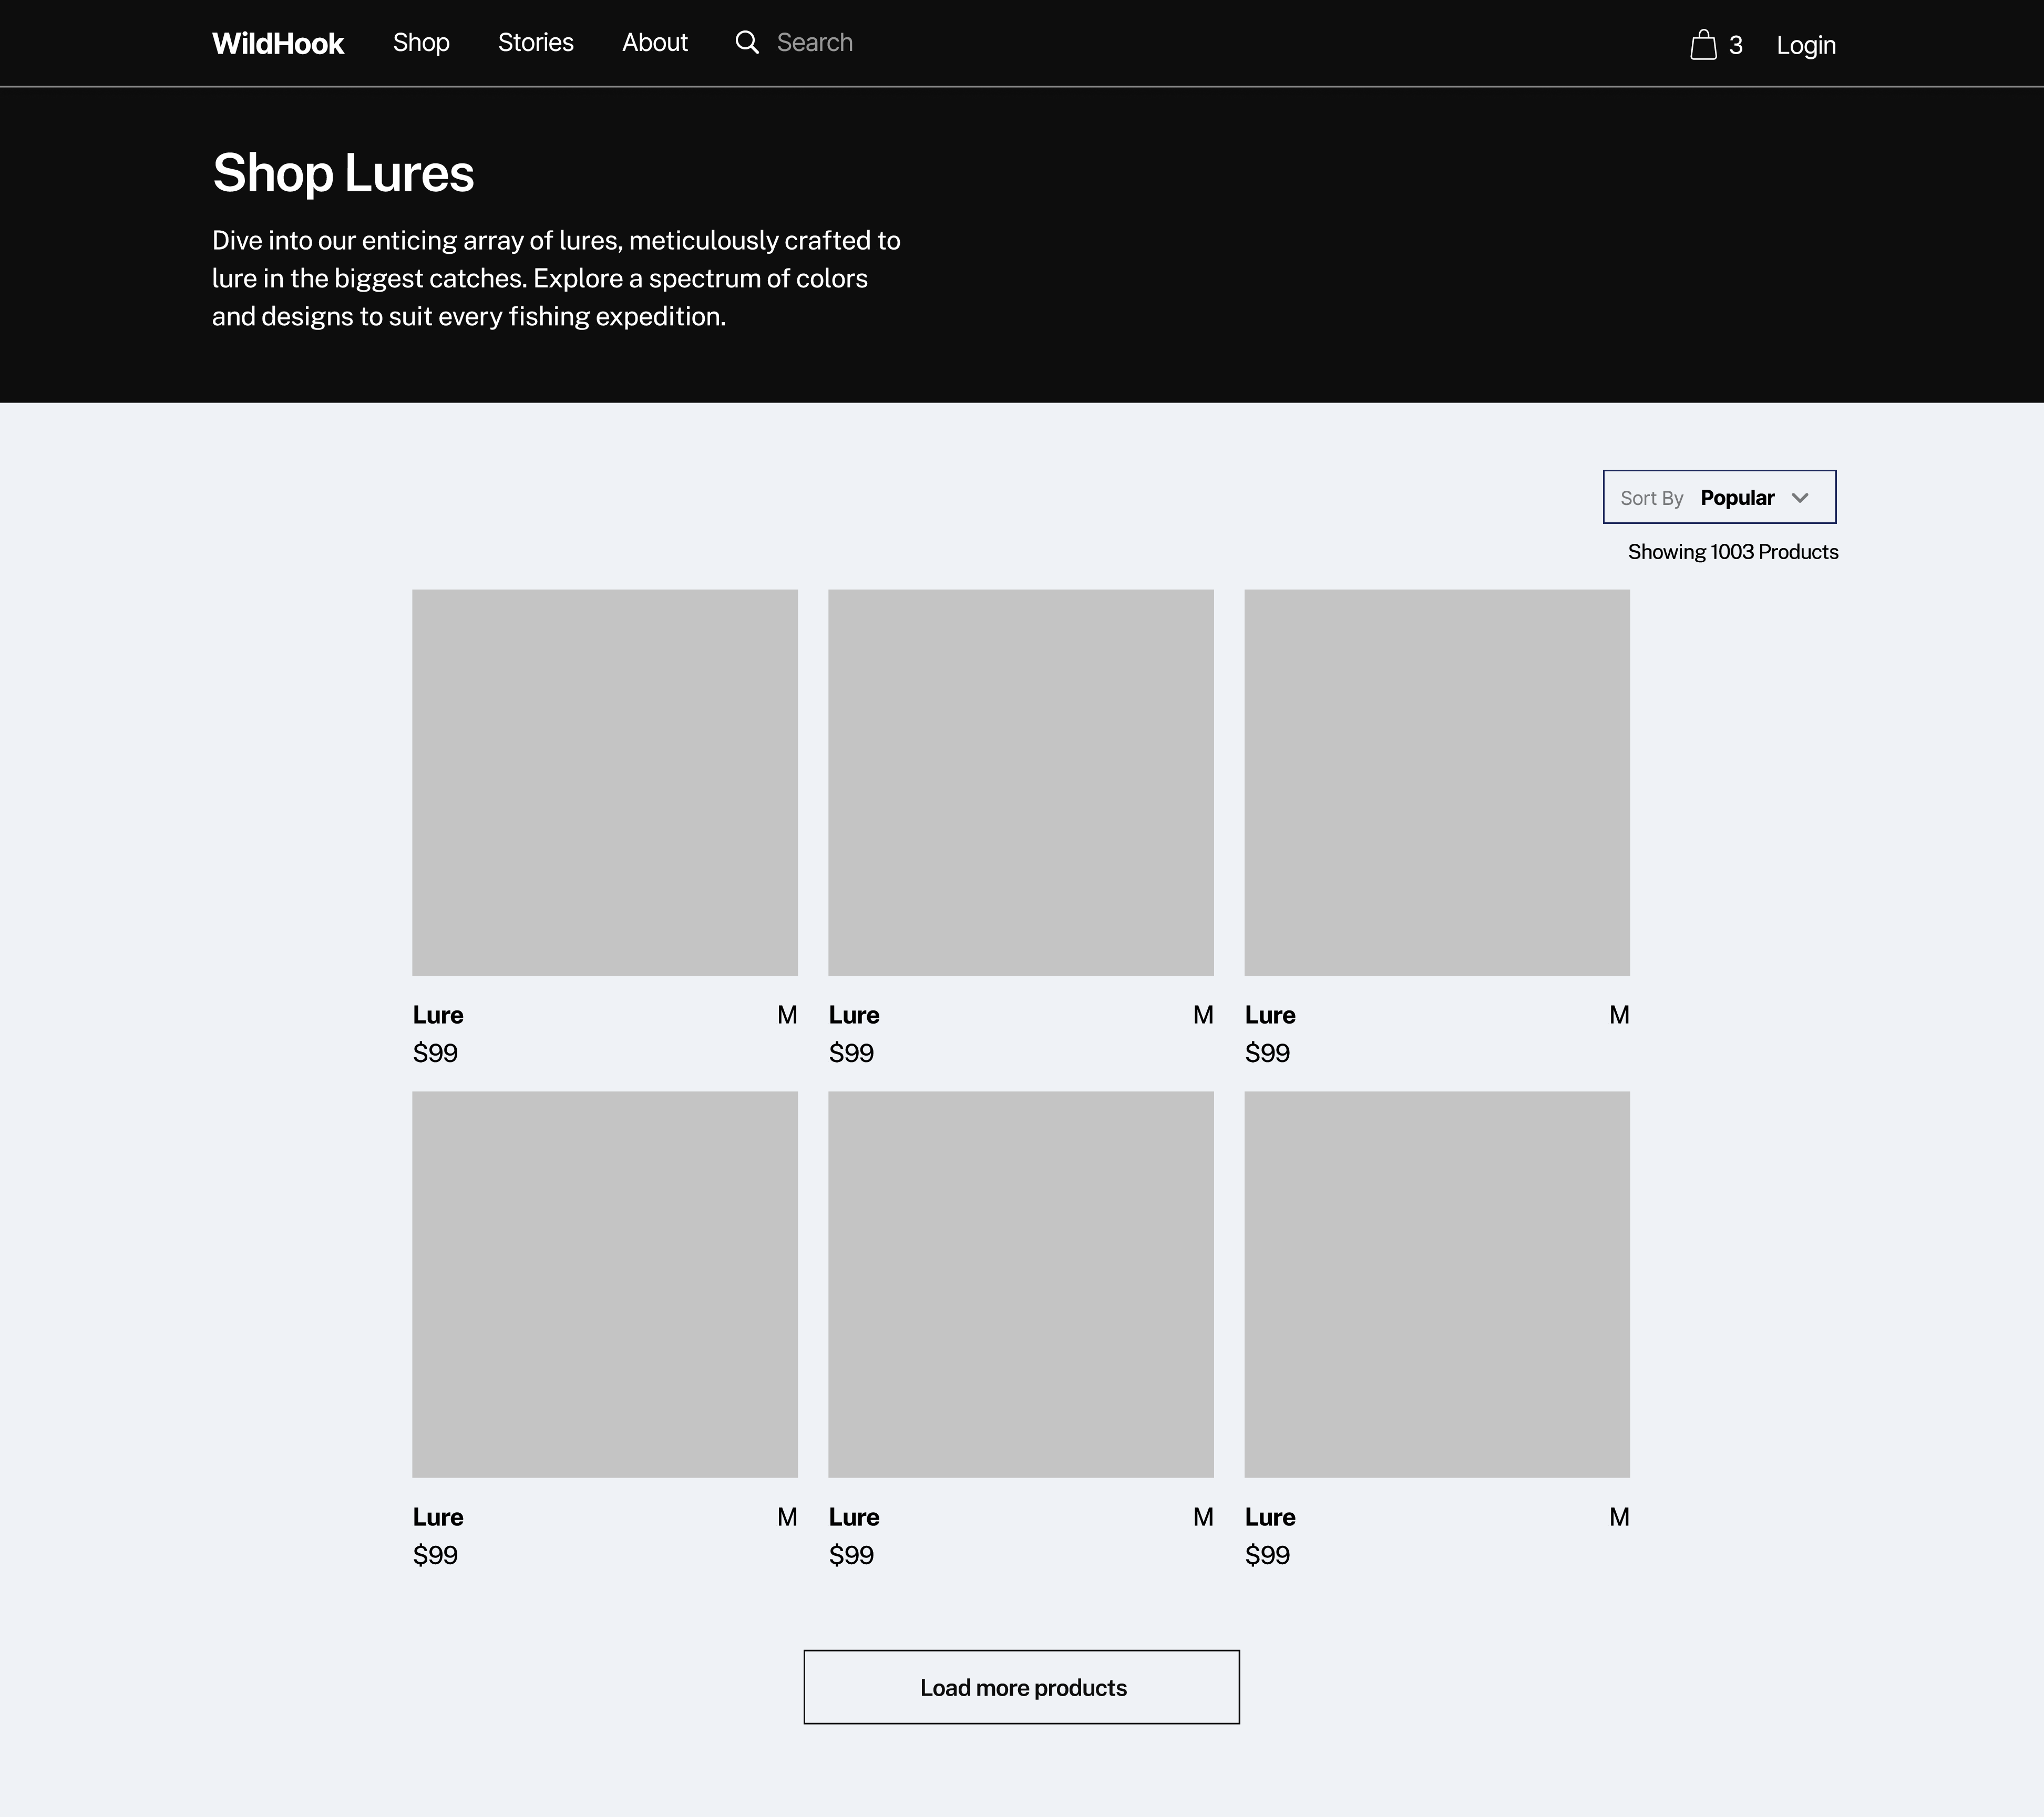 WildHook Shop Stories About Search 3 Login
Shop Lures
Dive into our enticing array of lures, meticulously crafted to
lure in the biggest catches. Explore a spectrum of colors
and designs to suit every fishing expedition.
Sort By Popular
Showing 1003 Products
Lure M Lure M Lure M
$99 $99 $99
Lure M Lure M Lure M
$99 $99 $99
Load more products